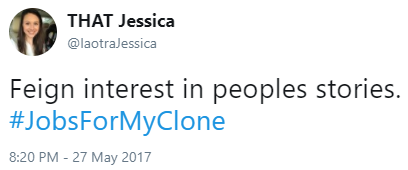 THAT Jessica
@laotraJessica
Feign interest in peoples stories.
#JobsForMyClone
8:20 PM - 27 May 2017